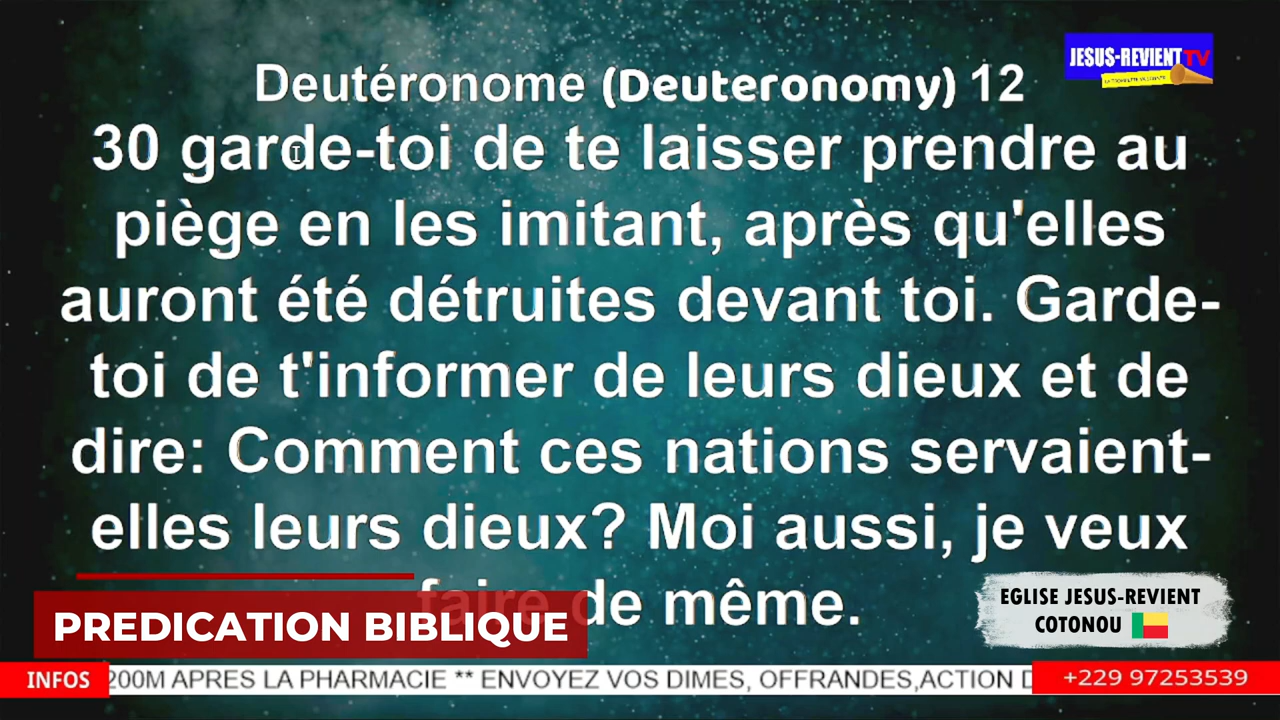 JESUS-REVIENT TV
Deutéronome (Deuteronomy) 12
30 garde-toi de te laisser prendre au
piège en les imitant, après qu'elles
auront été détruites devant toi. Garde-
toi de t'informer de leurs dieux et de
dire: Comment ces nations servaient-
elles leurs dieux? Moi aussi, je veux
faire de même.
EGLISE JESUS-REVIENT
COTONOU
PREDICATION BIBLIQUE
INFOS
200M APRES LA PHARMACIE ** ENVOYEZ VOS DIMES, OFFRANDES,ACTION
+229 97253539